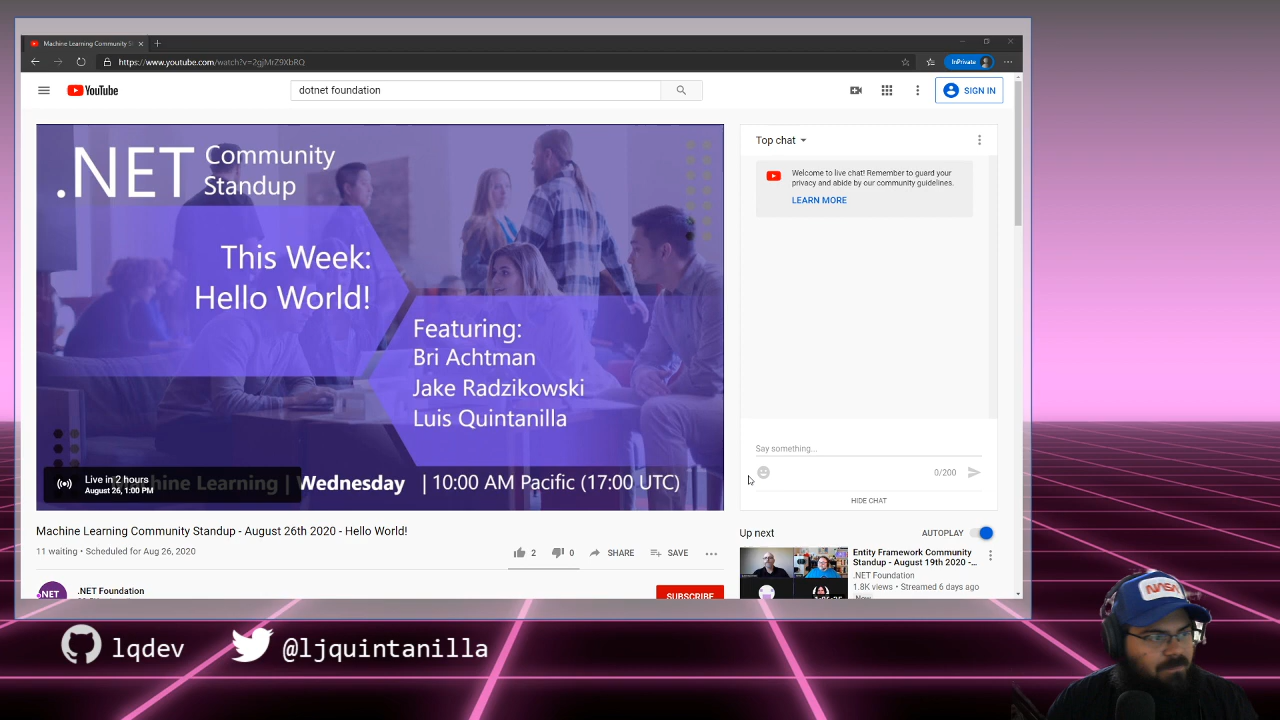 Machine Learning Community S
https://www.youtube.com/watch?v=2gjMrZ9XbRQ
InPrivate
YouTube
dotnet foundation
SIGN IN
.NET Community
Standup
This Week:
Hello World!
Featuring:
Bri Achtman
Jake Radzikowski
Luis Quintanilla
Live in 2 hours
August 26, 1:00 PM
hine Learning | Wednesday | 10:00 AM Pacific (17:00 UTC)
Top chat
Welcome to live chat! Remember to guard your
privacy and abide by our community guidelines.
LEARN MORE
Say something...
0/200
HIDE CHAT
Machine Learning Community Standup - August 26th 2020 - Hello World!
11 waiting • Scheduled for Aug 26, 2020
2 0 SHARE SAVE
.NET Foundation
SUBSCRIBE
Up next
AUTOPLAY
Entity Framework Community
Standup - August 19th 2020 -...
.NET Foundation
1.8K views • Streamed 6 days ago
New
lqdev @ljquintanilla
NASA